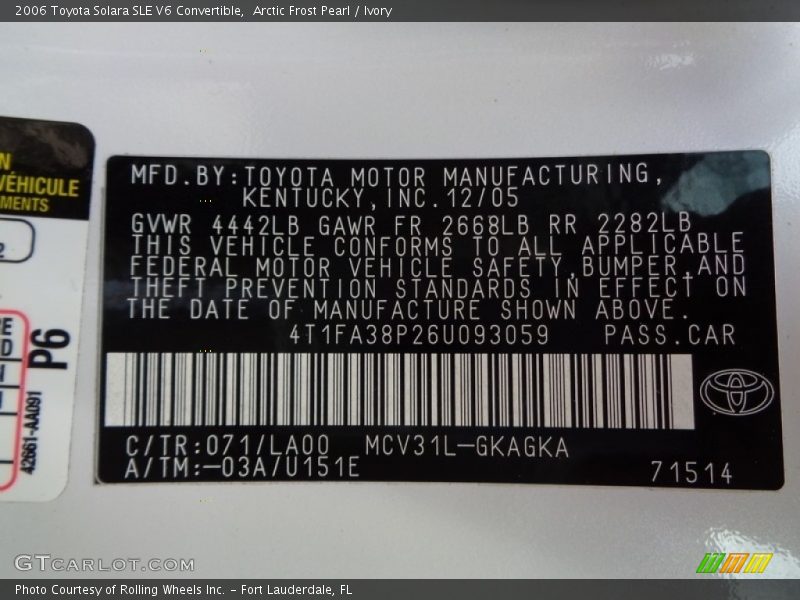 2006 Toyota Solara SLE V6 Convertible,  Arctic Frost Pearl / Ivory
VÉHICULE
MFD.BY:TOYOTA MOTOR MANUFACTURING,
KENTUCKY,INC.12/05
GVWR 4442LB GAWR FR 2668LB RR 2282LB
THIS VEHICLE CONFORMS TO ALL APPLICABLE
FEDERAL MOTOR VEHICLE SAFETY,BUMPER,AND
THEFT PREVENTION STANDARDS IN EFFECT ON
THE DATE OF MANUFACTURE SHOWN ABOVE.
4T1FA38P26U093059 PASS.CAR
P6
42661-AA091
C/TR:071/LA00 MCV31L-GKAGKA
A/TM:-03A/U151E
71514
GTCARLOT.COM
Photo Courtesy of Rolling Wheels Inc. – Fort Lauderdale, FL